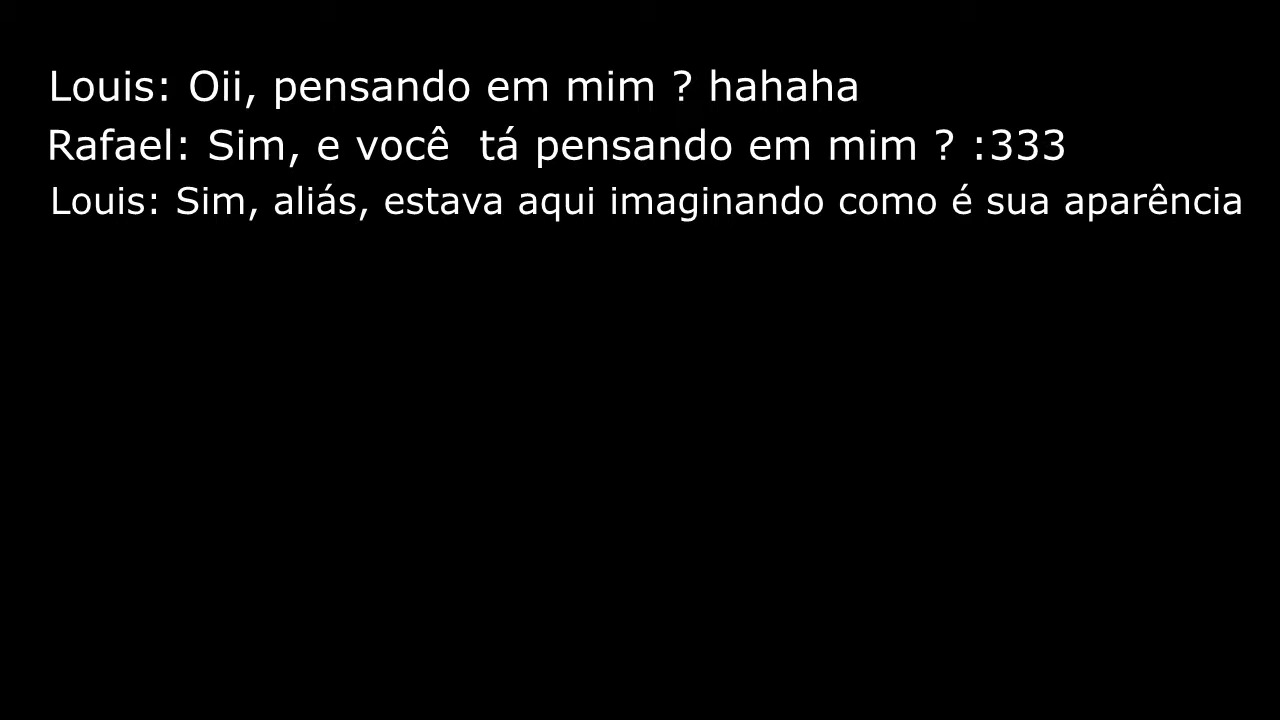 Louis: Oii, pensando em mim ? hahaha
Rafael: Sim, e você  tá pensando em mim ? :333
Louis: Sim, aliás, estava aqui imaginando como é sua aparência